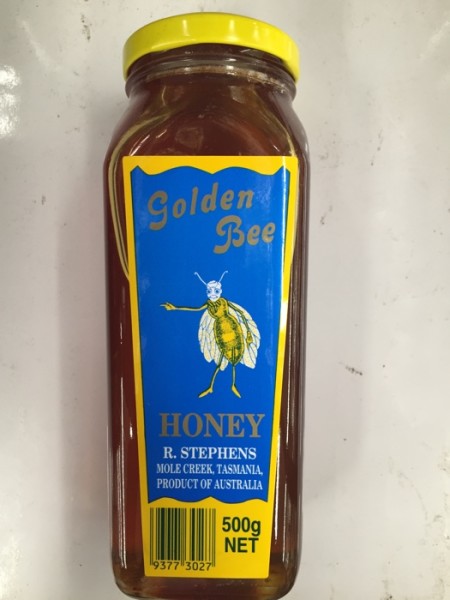 Golden
Bee
HONEY
R. STEPHENS
MOLE CREEK, TASMANIA,
PRODUCT OF AUSTRALIA
500g
NET
9377 3027